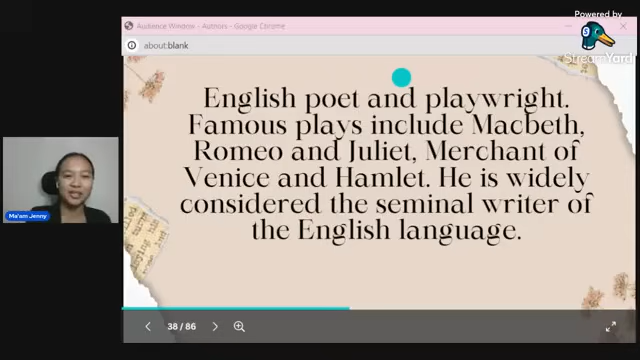 Powered by
StreamYard
Audience Window - Authors - Google Chrome
about:blank
English poet and playwright.
Famous plays include Macbeth,
Romeo and Juliet, Merchant of
Venice and Hamlet. He is widely
considered the seminal writer of
the English language.
Ma'am Jenny
38 / 86